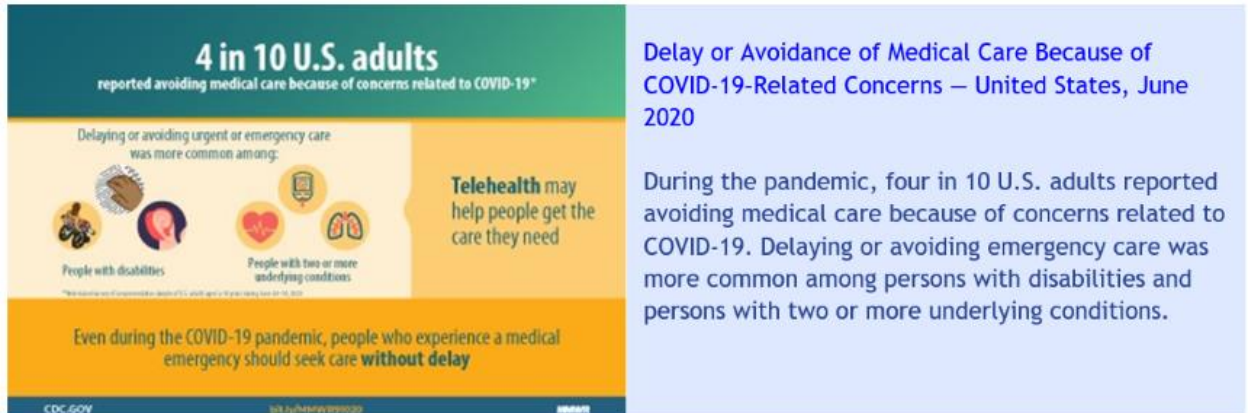 4 in 10 U.S. adults
reported avoiding medical care because of concerns related to COVID-19*
Delaying or avoiding urgent or emergency care
was more common among:
People with disabilities
People with two or more
underlying conditions
Telehealth may
help people get the
care they need
Even during the COVID-19 pandemic, people who experience a medical
emergency should seek care without delay
CDC.GOV
MMWR
Delay or Avoidance of Medical Care Because of
COVID-19-Related Concerns — United States, June
2020
During the pandemic, four in 10 U.S. adults reported
avoiding medical care because of concerns related to
COVID-19. Delaying or avoiding emergency care was
more common among persons with disabilities and
persons with two or more underlying conditions.